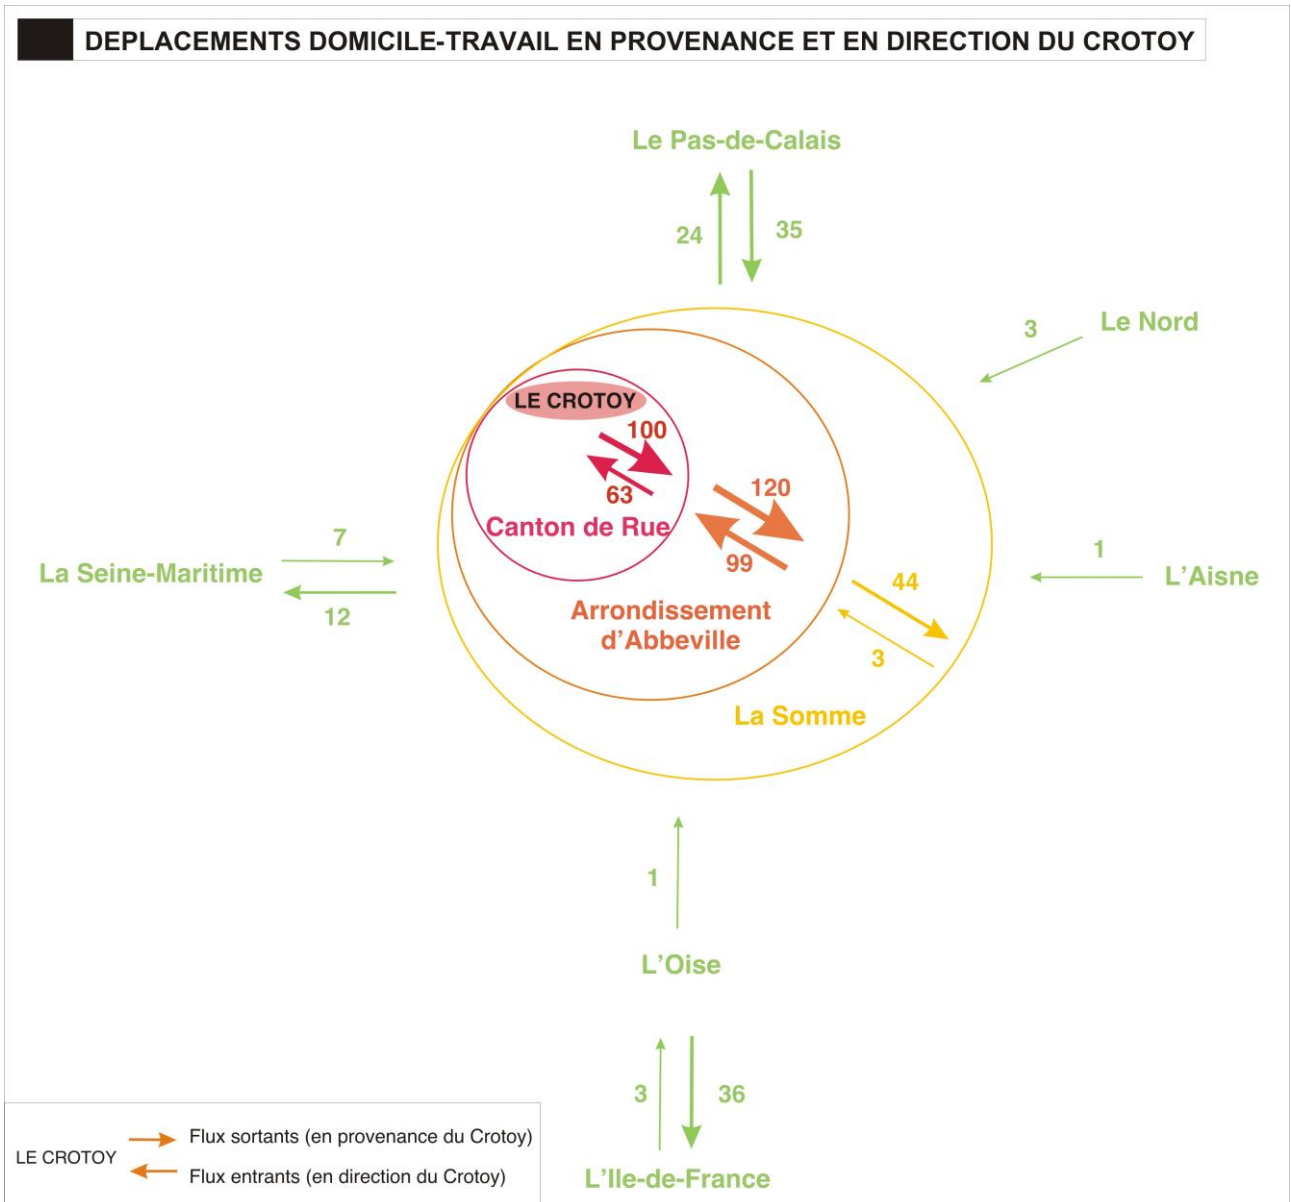 DEPLACEMENTS DOMICILE-TRAVAIL EN PROVENANCE ET EN DIRECTION DU CROTOY
Le Pas-de-Calais
24
35
Le Nord
3
LE CROTOY
100
63
Canton de Rue
120
99
Arrondissement
d’Abbeville
7
La Seine-Maritime
12
1
L’Aisne
44
3
La Somme
1
L’Oise
3
36
L’Ile-de-France
LE CROTOY
Flux sortants (en provenance du Crotoy)
Flux entrants (en direction du Crotoy)